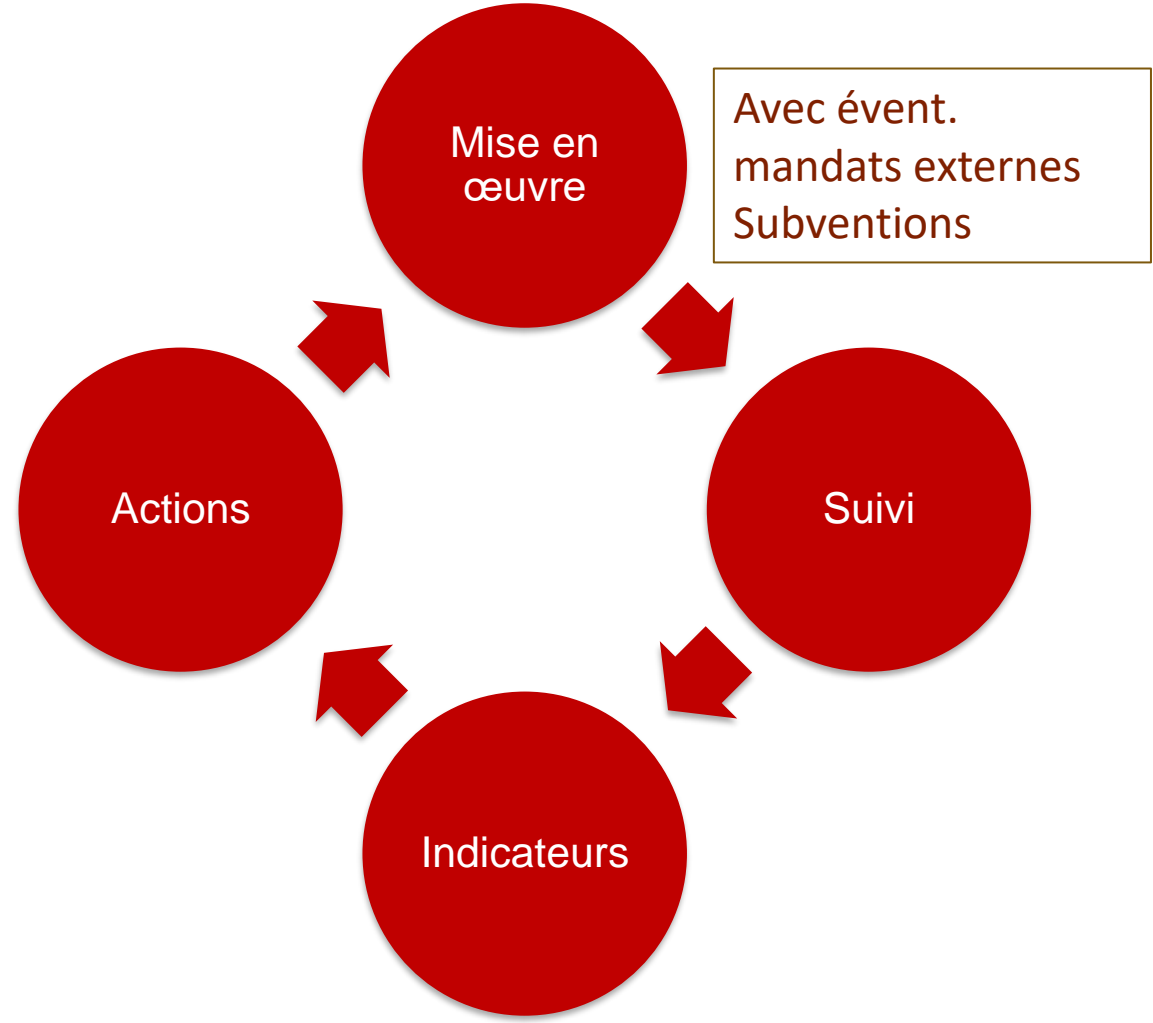 Mise en
œuvre
Avec évent.
mandats externes
Subventions
Actions
Suivi
Indicateurs